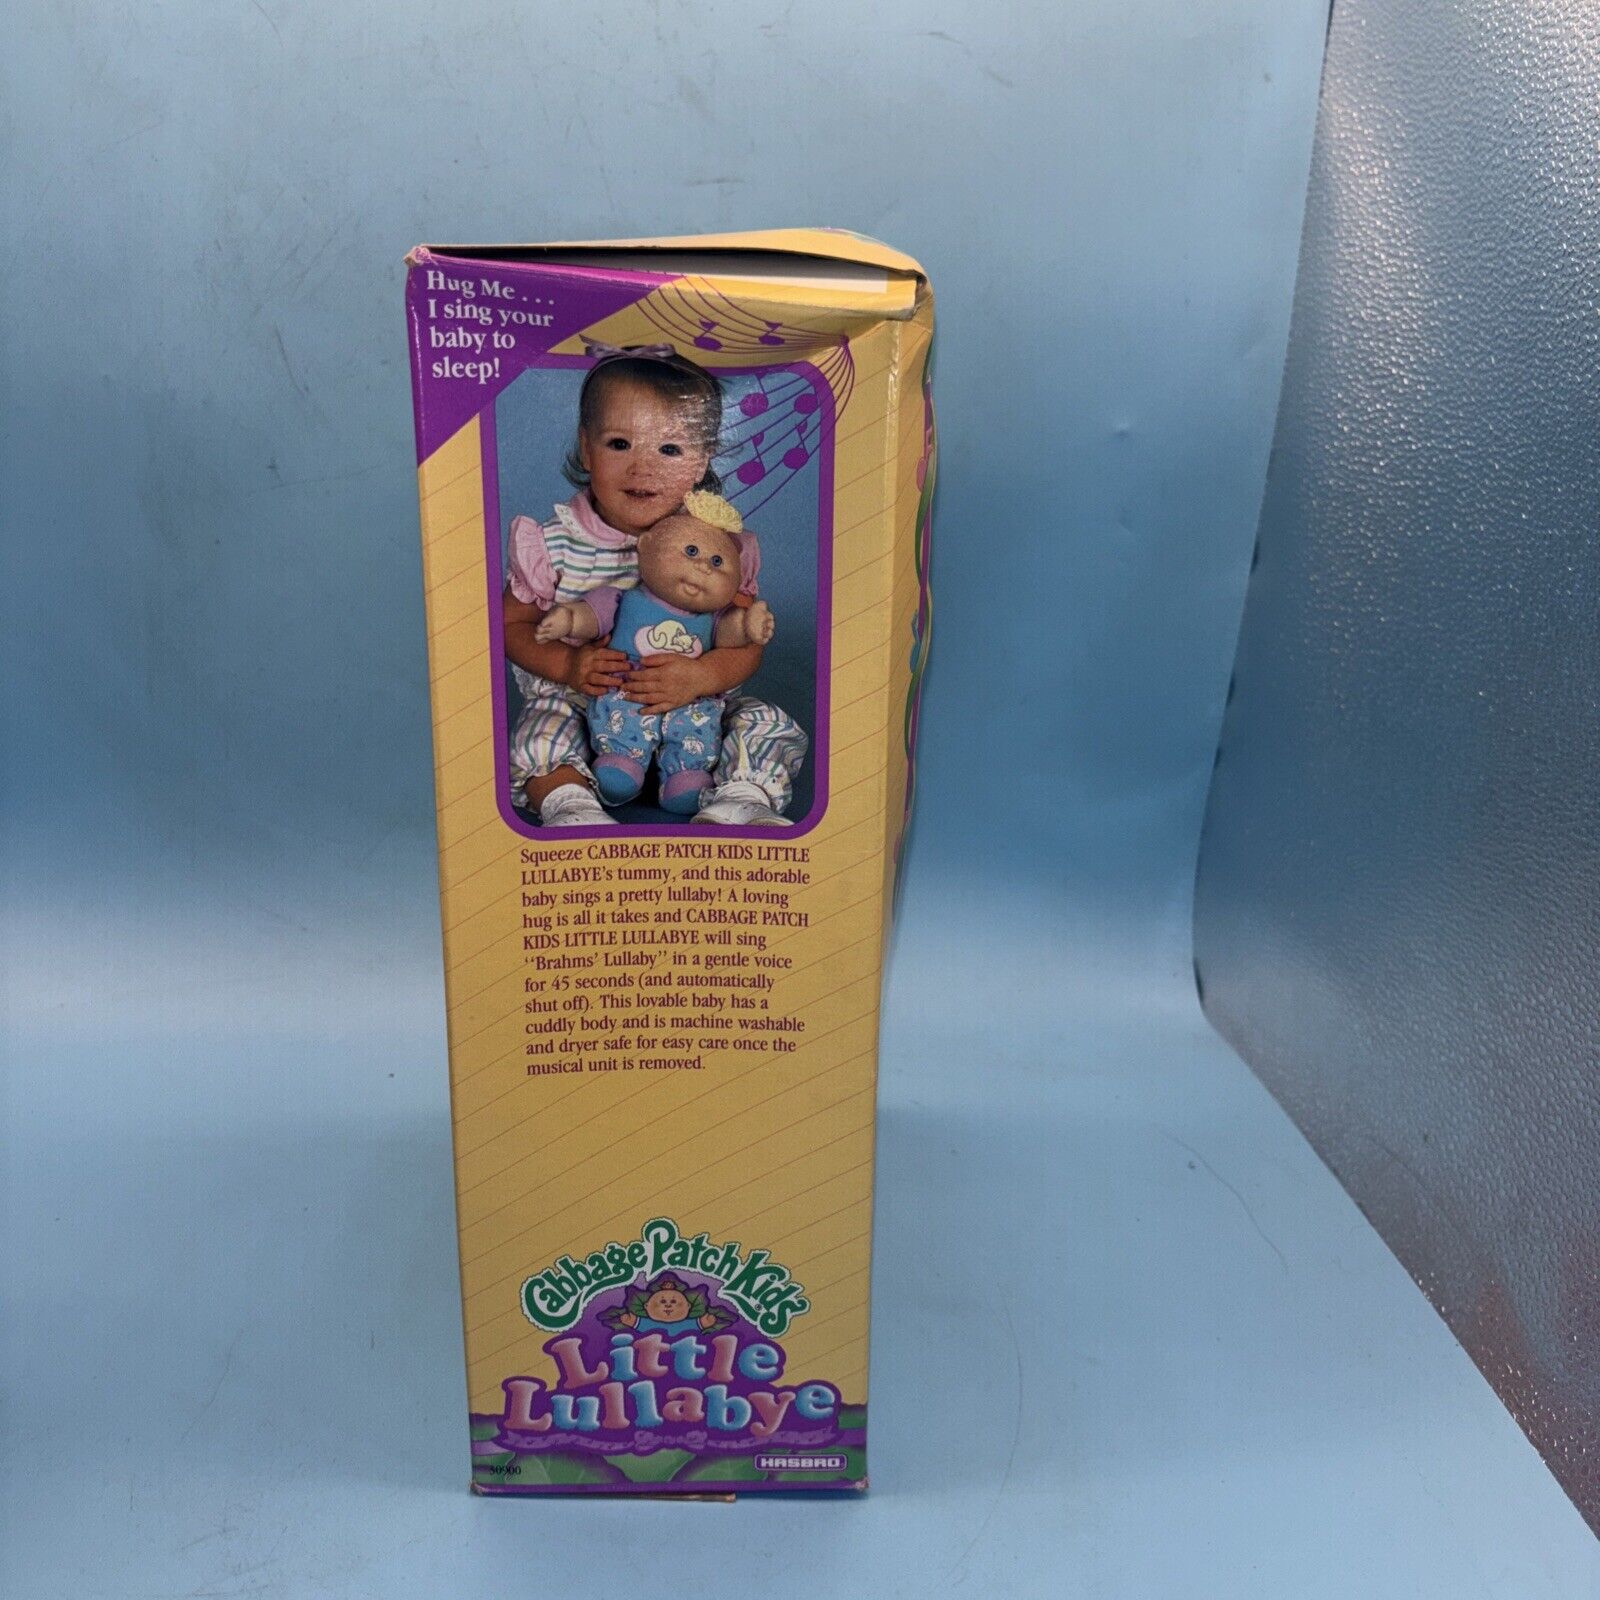 Hug Me . . .
I sing your
baby to
sleep!
Squeeze CABBAGE PATCH KIDS LITTLE
LULLABYE's tummy, and this adorable
baby sings a pretty lullaby! A loving
hug is all it takes and CABBAGE PATCH
KIDS LITTLE LULLABYE will sing
“Brahms’ Lullaby” in a gentle voice
for 45 seconds (and automatically
shut off). This lovable baby has a
cuddly body and is machine washable
and dryer safe for easy care once the
musical unit is removed.
Cabbage Patch Kids®
Little
Lullabye
HASBRO
30900